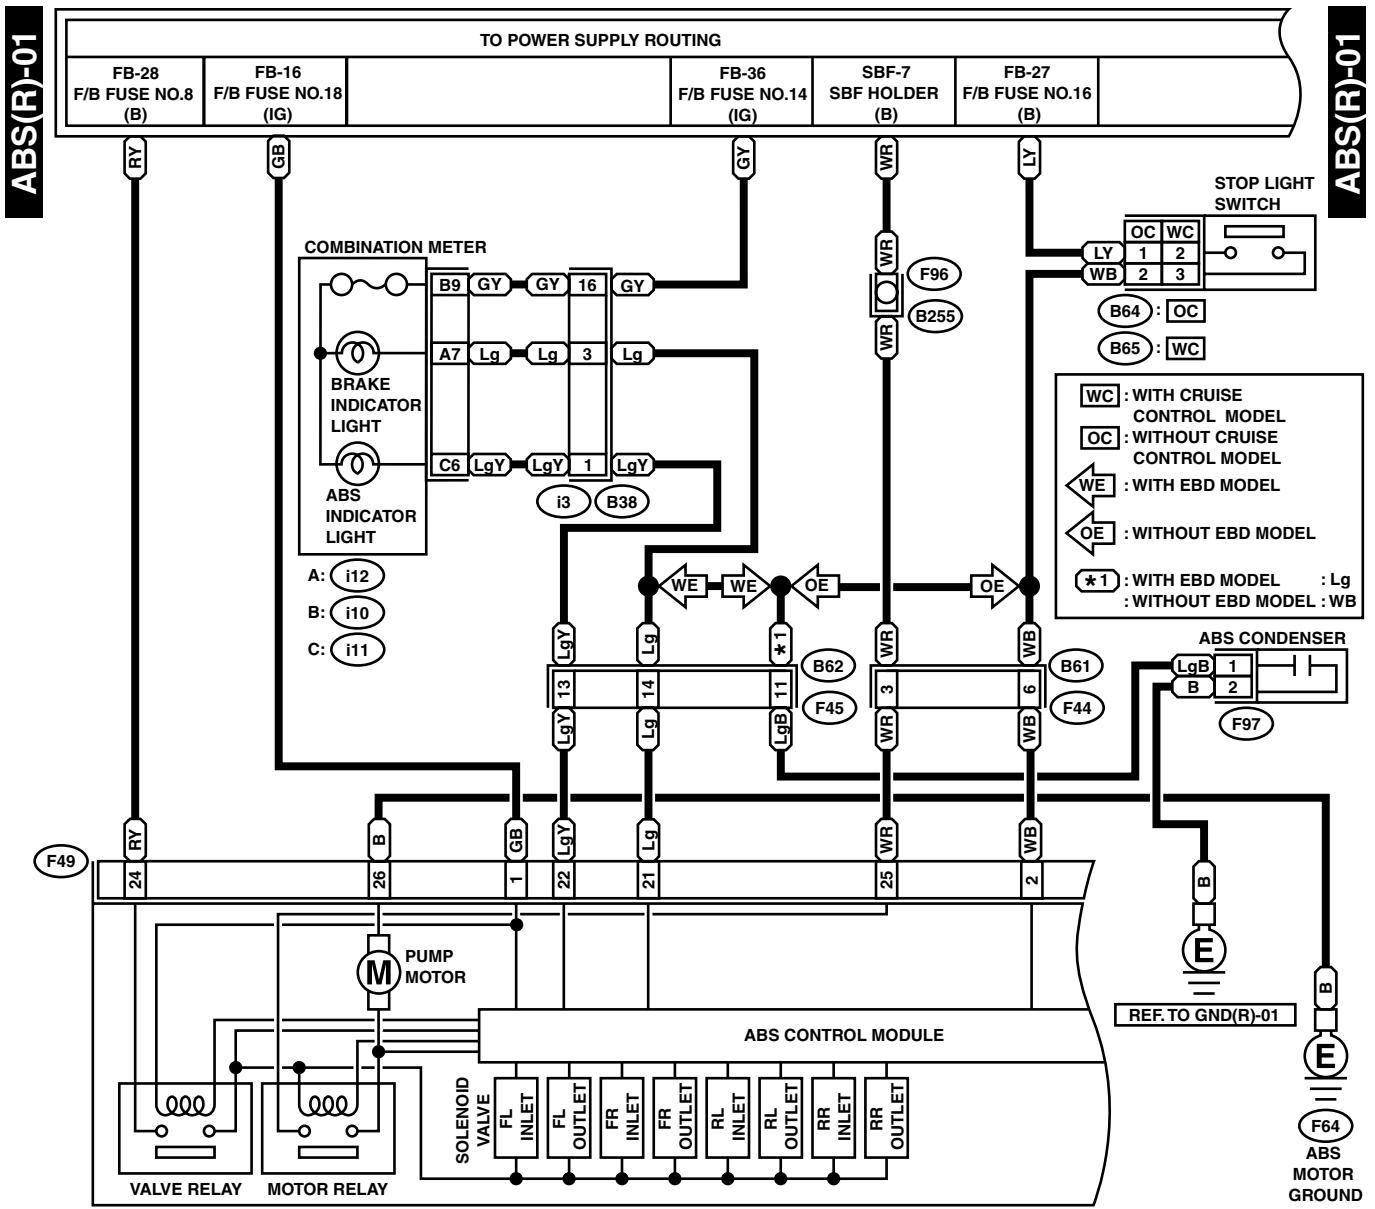 ABS(R)-01
ABS(R)-01
TO POWER SUPPLY ROUTING
FB-28
F/B FUSE NO.8
(B)
FB-16
F/B FUSE NO.18
(IG)
FB-36
F/B FUSE NO.14
(IG)
SBF-7
SBF HOLDER
(B)
FB-27
F/B FUSE NO.16
(B)
RY
GB
GY
WR
LY
STOP LIGHT
SWITCH
OC WC
LY 1 2
WB 2 3
B64 : OC
B65 : WC
COMBINATION METER
B9 GY GY 16 GY
A7 Lg Lg 3 Lg
BRAKE
INDICATOR
LIGHT
C6 LgY LgY 1 LgY
ABS
INDICATOR
LIGHT
i3 B38
A: i12
B: i10
C: i11
WR
F96
B255
WR
WC : WITH CRUISE
CONTROL MODEL
OC : WITHOUT CRUISE
CONTROL MODEL
WE : WITH EBD MODEL
OE : WITHOUT EBD MODEL
*1 : WITH EBD MODEL : Lg
: WITHOUT EBD MODEL : WB
WE WE OE OE
LgY Lg *1 WR WB
B62 B61
13 14 11 3 6
F45 F44
LgY Lg LgB WR WB
ABS CONDENSER
LgB 1
B 2
F97
F49
RY B GB LgY Lg WR WB
24 26 1 22 21 25 2
M
PUMP
MOTOR
ABS CONTROL MODULE
SOLENOID
VALVE
FL
INLET
FL
OUTLET
FR
INLET
FR
OUTLET
RL
INLET
RL
OUTLET
RR
INLET
RR
OUTLET
VALVE RELAY
MOTOR RELAY
B
E
REF. TO GND(R)-01
B
E
F64
ABS
MOTOR
GROUND